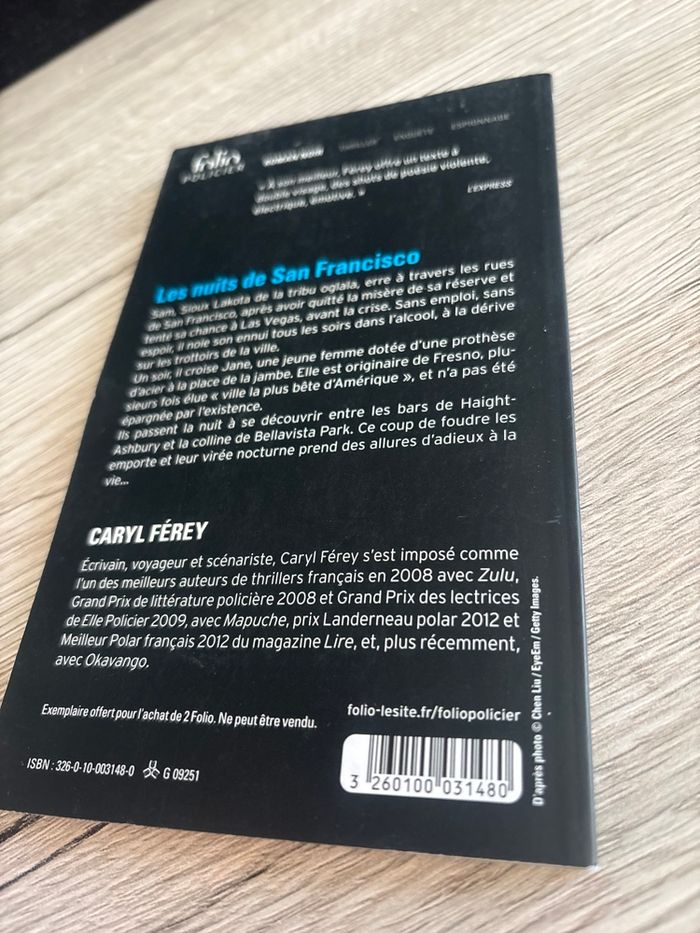 folio
POLICIER
ROMAN NOIR THRILLER ENQUÊTE ESPIONNAGE
« À son meilleur, Férey offre un texte à
double visage, des shots de poésie violente,
électrique, émotive. »
L'EXPRESS
Les nuits de San Francisco
Sam, Sioux Lakota de la tribu oglala, erre à travers les rues
de San Francisco, après avoir quitté la misère de sa réserve et
tenté sa chance à Las Vegas, avant la crise. Sans emploi, sans
espoir, il noie son ennui tous les soirs dans l'alcool, à la dérive
sur les trottoirs de la ville.
Un soir, il croise Jane, une jeune femme dotée d'une prothèse
d'acier à la place de la jambe. Elle est originaire de Fresno, plu-
sieurs fois élue « ville la plus bête d'Amérique », et n'a pas été
épargnée par l'existence.
Ils passent la nuit à se découvrir entre les bars de Haight-
Ashbury et la colline de Bellavista Park. Ce coup de foudre les
emporte et leur virée nocturne prend des allures d'adieux à la
vie...
CARYL FÉREY
Écrivain, voyageur et scénariste, Caryl Férey s'est imposé comme
l'un des meilleurs auteurs de thrillers français en 2008 avec Zulu,
Grand Prix de littérature policière 2008 et Grand Prix des lectrices
de Elle Policier 2009, avec Mapuche, prix Landerneau polar 2012 et
Meilleur Polar français 2012 du magazine Lire, et, plus récemment,
avec Okavango.
Exemplaire offert pour l'achat de 2 Folio. Ne peut être vendu.
folio-lesite.fr/foliopolicier
ISBN : 326-0-10-003148-0 G 09251
3 260100 031480
D'après photo © Chen Liu / EyeEm / Getty Images.